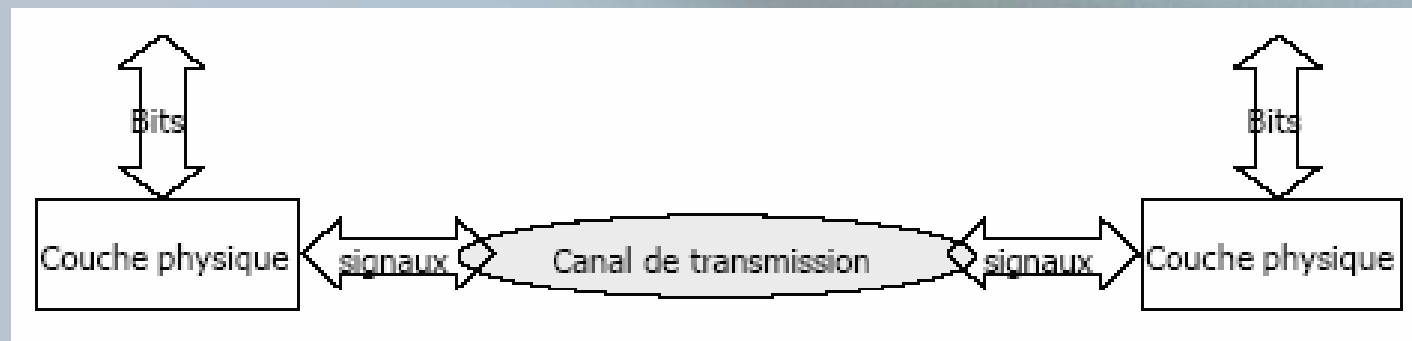 Bits
Bits
Couche physique
signaux
Canal de transmission
signaux
Couche physique